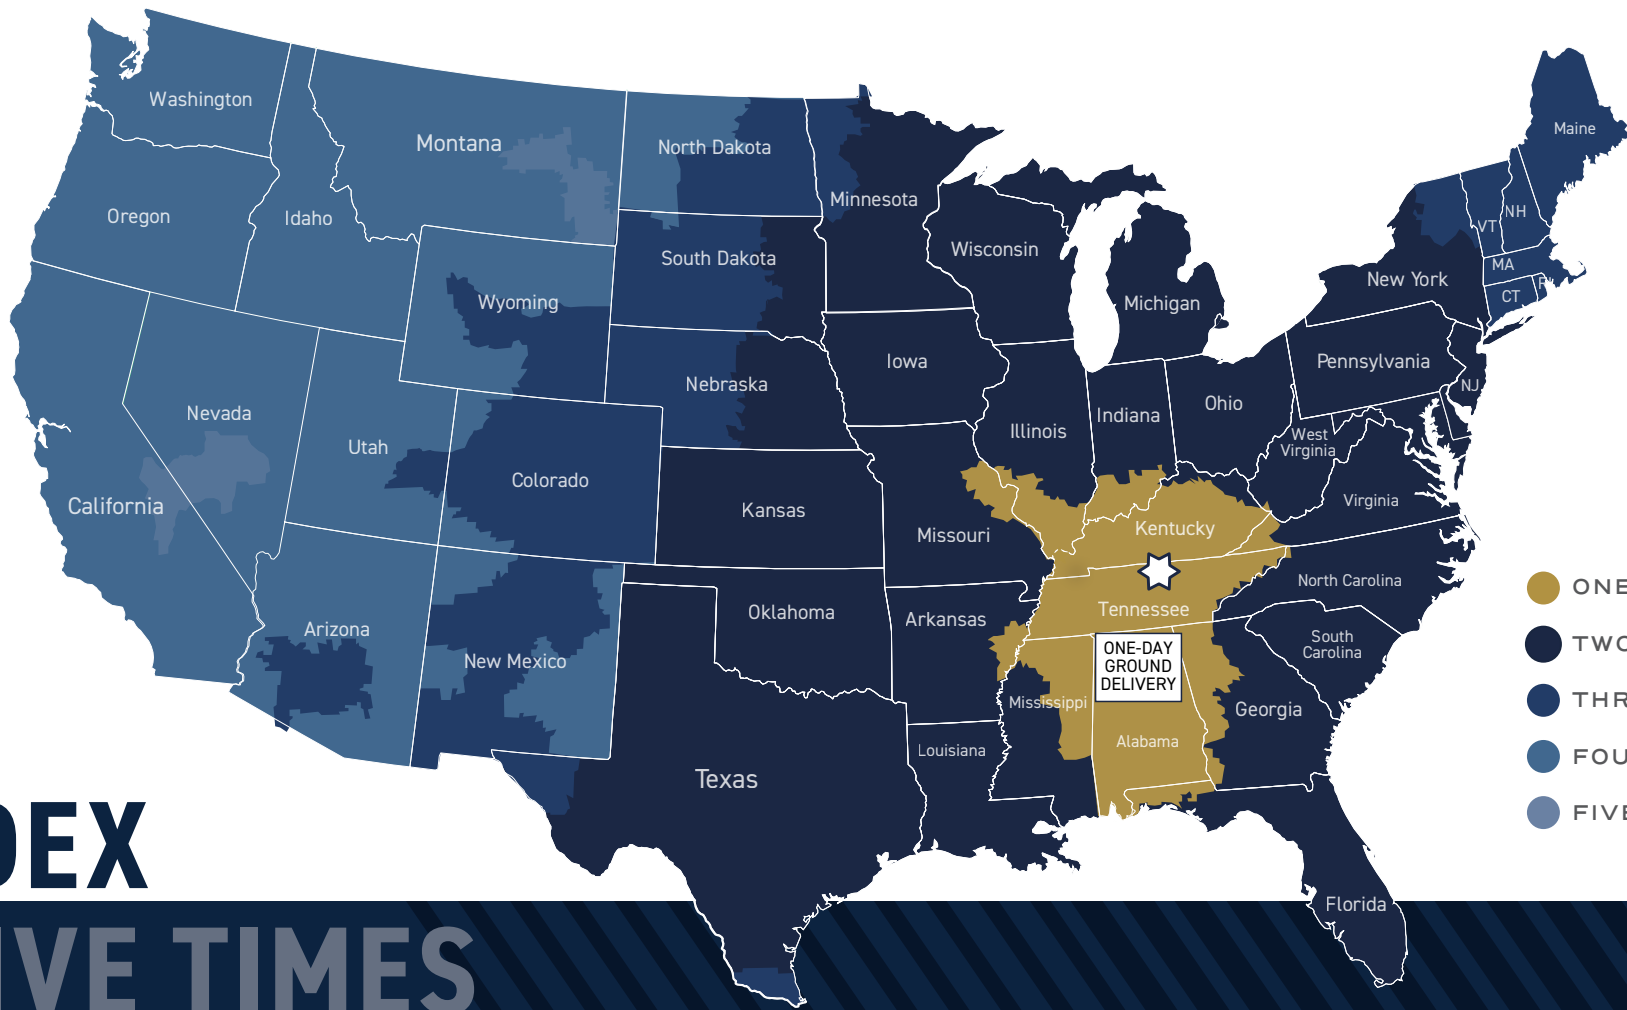 Washington
Montana
North Dakota
Minnesota
Maine
Oregon
Idaho
VT
NH
South Dakota
Wisconsin
MA
New York
Wyoming
Michigan
CT
Iowa
Pennsylvania
Nebraska
NJ
Nevada
Utah
Illinois
Indiana
Ohio
West
Virginia
Colorado
California
Kansas
Virginia
Missouri
Kentucky
Oklahoma
Arkansas
Tennessee
North Carolina
Arizona
New Mexico
South
Carolina
ONE-DAY
GROUND
DELIVERY
Mississippi
Georgia
Alabama
Louisiana
Texas
Florida
ONE
TWO
THR
FOU
FIVE
DEX
IVE TIMES